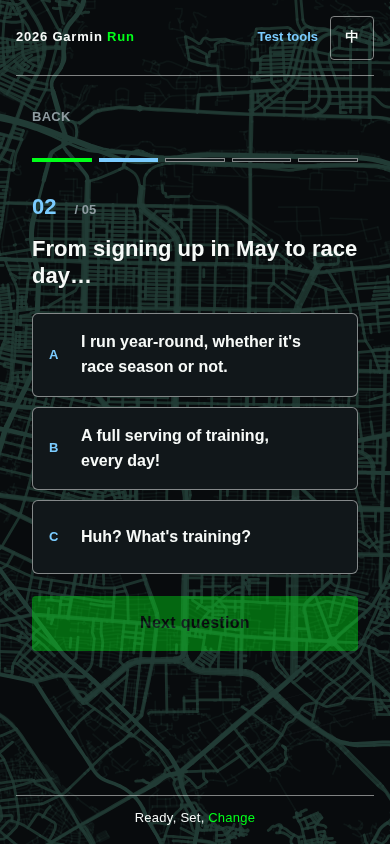 2026 Garmin Run
Test tools
中
BACK
02 / 05
From signing up in May to race
day…
A
I run year-round, whether it's
race season or not.
B
A full serving of training,
every day!
C
Huh? What's training?
Next question
Ready, Set, Change